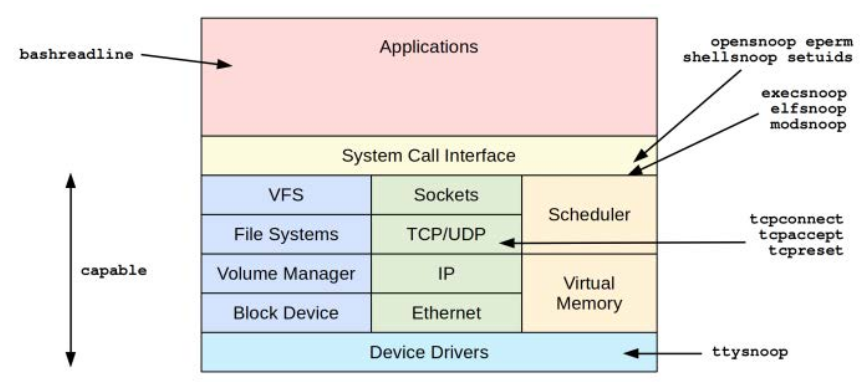 bashreadline
Applications
opensnoop eperm
shellsnoop setuids
execsnoop
elfsnoop
modsnoop
System Call Interface
VFS
Sockets
Scheduler
File Systems
TCP/UDP
tcpconnect
tcpaccept
tcpreset
capable
Volume Manager
IP
Virtual
Memory
Block Device
Ethernet
Device Drivers
ttysnoop